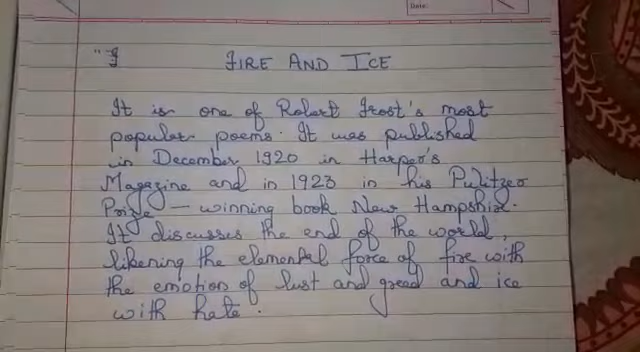 Date:
FIRE AND ICE
It is one of Robert Frost's most
popular poems. It was published
in December 1920 in Harper's
Magazine and in 1923 in his Pulitzer
Prize - winning book New Hampshire.
It discusses the end of the world,
likening the elemental force of fire with
the emotion of lust and greed and ice
with hate.